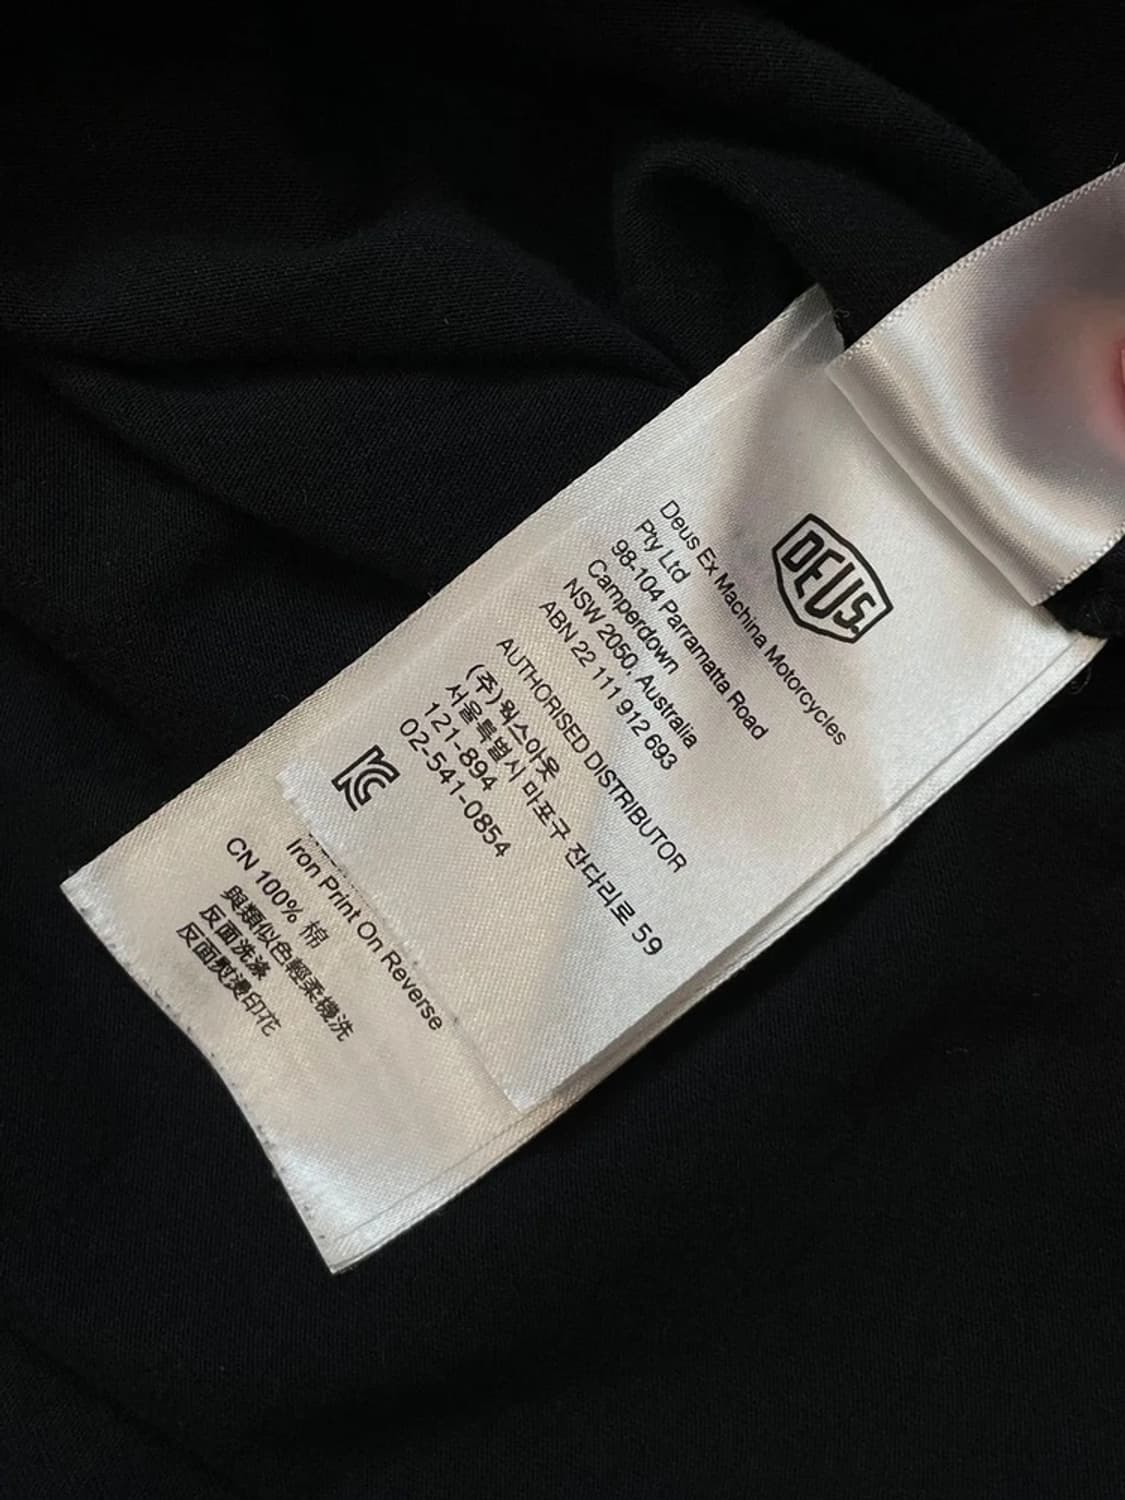 DEUS
Deus Ex Machina Motorcycles
Pty Ltd
98-104 Parramatta Road
Camperdown
NSW 2050, Australia
ABN 22 111 912 693
AUTHORISED DISTRIBUTOR
(주)웍스아웃
서울특별시 마포구 잔다리로 59
121-894
02-541-0854
Iron Print On Reverse
CN 100% 棉
與類似色輕柔機洗
反面洗滌
反面熨燙印花